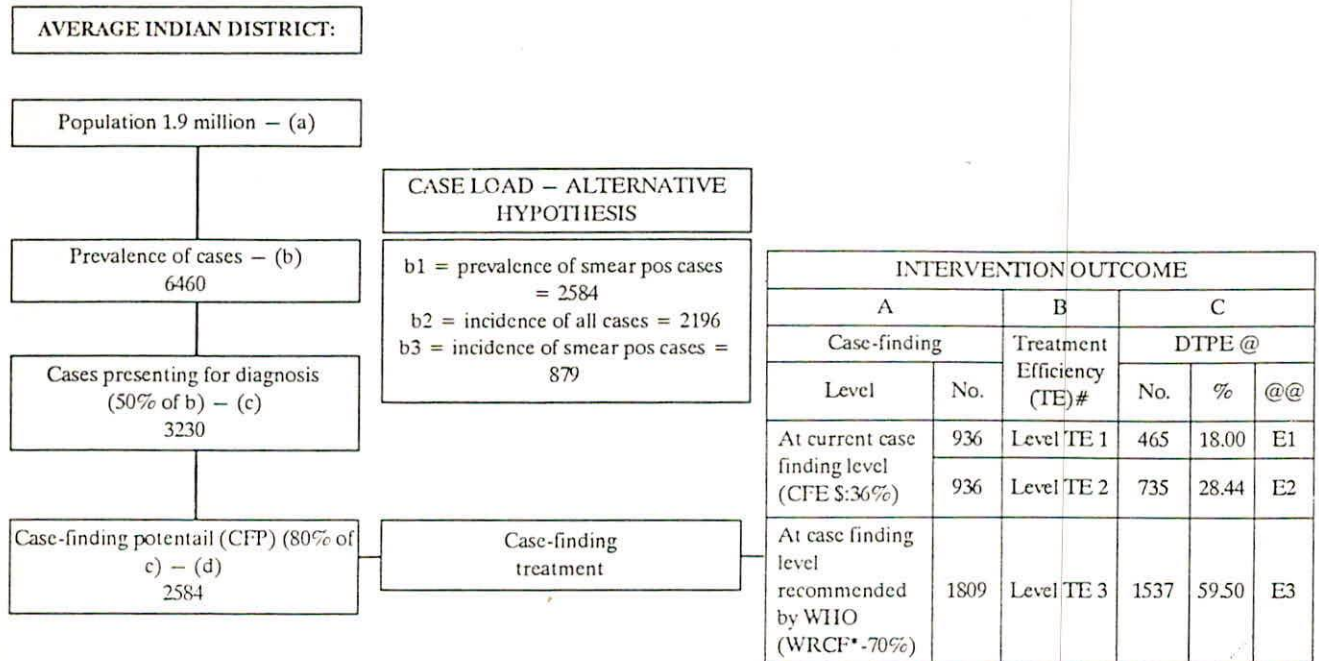 AVERAGE INDIAN DISTRICT:
Population 1.9 million – (a)
Prevalence of cases – (b)
6460
Cases presenting for diagnosis
(50% of b) – (c)
3230
Case-finding potentail (CFP) (80% of
c) – (d)
2584
CASE LOAD – ALTERNATIVE
HYPOTHESIS
b1 = prevalence of smear pos cases
= 2584
b2 = incidence of all cases = 2196
b3 = incidence of smear pos cases =
879
Case-finding
treatment
INTERVENTION OUTCOME
A B C
Case-finding
Treatment
Efficiency
(TE)#
DTPE @
Level No. No. % @@
At current case
finding level
(CFE $:36%)
936 Level TE 1 465 18.00 E1
936 Level TE 2 735 28.44 E2
At case finding
level
recommended
by WHO
(WRCF*-70%)
1809 Level TE 3 1537 59.50 E3